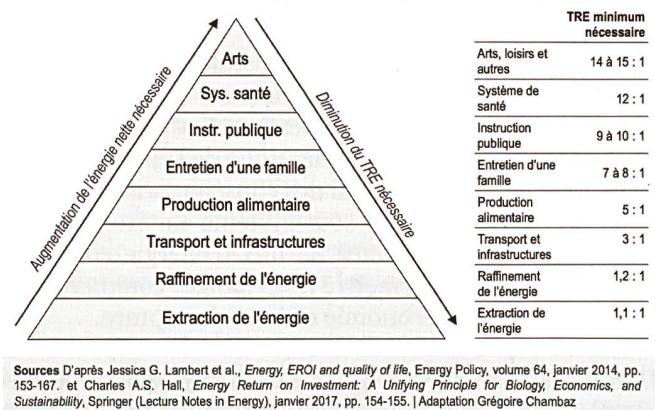 TRE minimum
nécessaire
Arts
Sys. santé
Instr. publique
Entretien d'une famille
Production alimentaire
Transport et infrastructures
Raffinement de l'énergie
Extraction de l'énergie
Augmentation de l'énergie nette nécessaire
Diminution du TRE nécessaire
Arts, loisirs et
autres
14 à 15 : 1
Système de
santé
12 : 1
Instruction
publique
9 à 10 : 1
Entretien d'une
famille
7 à 8 : 1
Production
alimentaire
5 : 1
Transport et
infrastructures
3 : 1
Raffinement
de l'énergie
1,2 : 1
Extraction de
l'énergie
1,1 : 1
Sources D'après Jessica G. Lambert et al., Energy, EROI and quality of life, Energy Policy, volume 64, janvier 2014, pp.
153-167. et Charles A.S. Hall, Energy Return on Investment: A Unifying Principle for Biology, Economics, and
Sustainability, Springer (Lecture Notes in Energy), janvier 2017, pp. 154-155. | Adaptation Grégoire Chambaz